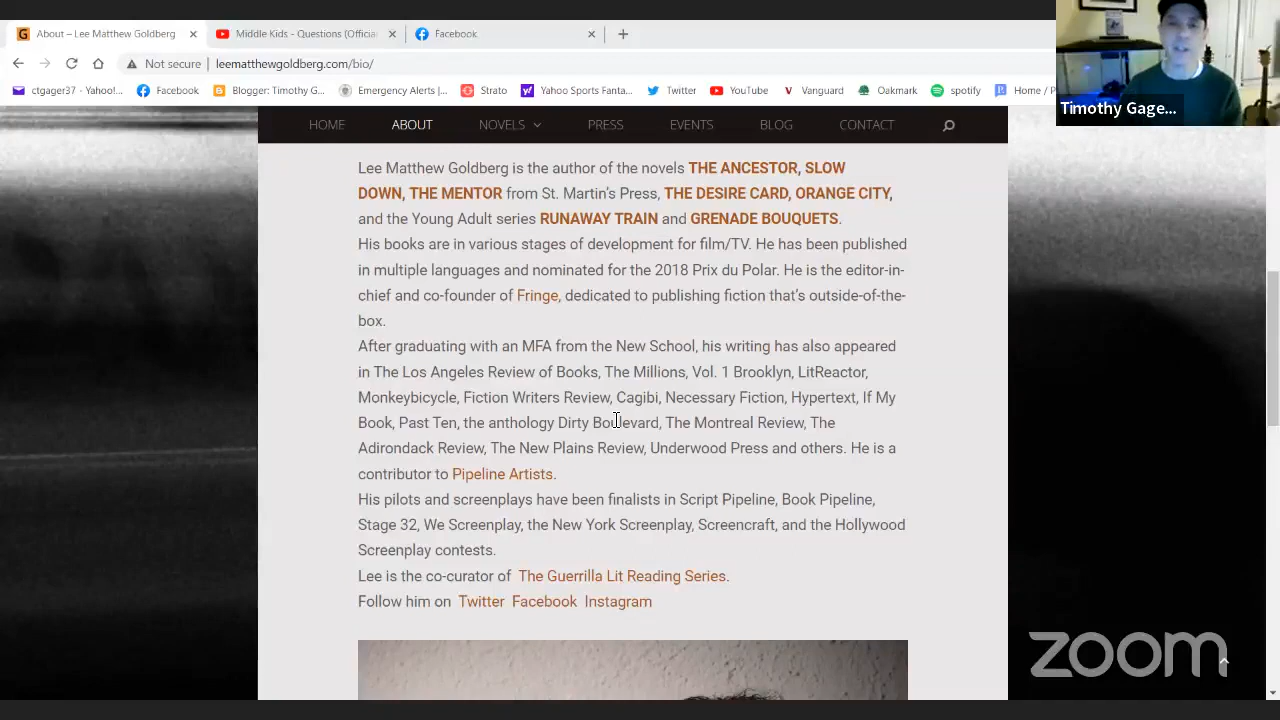 About – Lee Matthew Goldberg
Middle Kids - Questions (Officia
Facebook
Not secure leematthewgoldberg.com/bio/
ctgager37 - Yahoo!... Facebook Blogger: Timothy G... Emergency Alerts |... Strato Yahoo Sports Fanta... Twitter YouTube Vanguard Oakmark spotify Home / P
Timothy Gage...
HOME ABOUT NOVELS PRESS EVENTS BLOG CONTACT
Lee Matthew Goldberg is the author of the novels THE ANCESTOR, SLOW
DOWN, THE MENTOR from St. Martin's Press, THE DESIRE CARD, ORANGE CITY,
and the Young Adult series RUNAWAY TRAIN and GRENADE BOUQUETS.
His books are in various stages of development for film/TV. He has been published
in multiple languages and nominated for the 2018 Prix du Polar. He is the editor-in-
chief and co-founder of Fringe, dedicated to publishing fiction that's outside-of-the-
box.
After graduating with an MFA from the New School, his writing has also appeared
in The Los Angeles Review of Books, The Millions, Vol. 1 Brooklyn, LitReactor,
Monkeybicycle, Fiction Writers Review, Cagibi, Necessary Fiction, Hypertext, If My
Book, Past Ten, the anthology Dirty Boulevard, The Montreal Review, The
Adirondack Review, The New Plains Review, Underwood Press and others. He is a
contributor to Pipeline Artists.
His pilots and screenplays have been finalists in Script Pipeline, Book Pipeline,
Stage 32, We Screenplay, the New York Screenplay, Screencraft, and the Hollywood
Screenplay contests.
Lee is the co-curator of The Guerrilla Lit Reading Series.
Follow him on Twitter Facebook Instagram
zoom